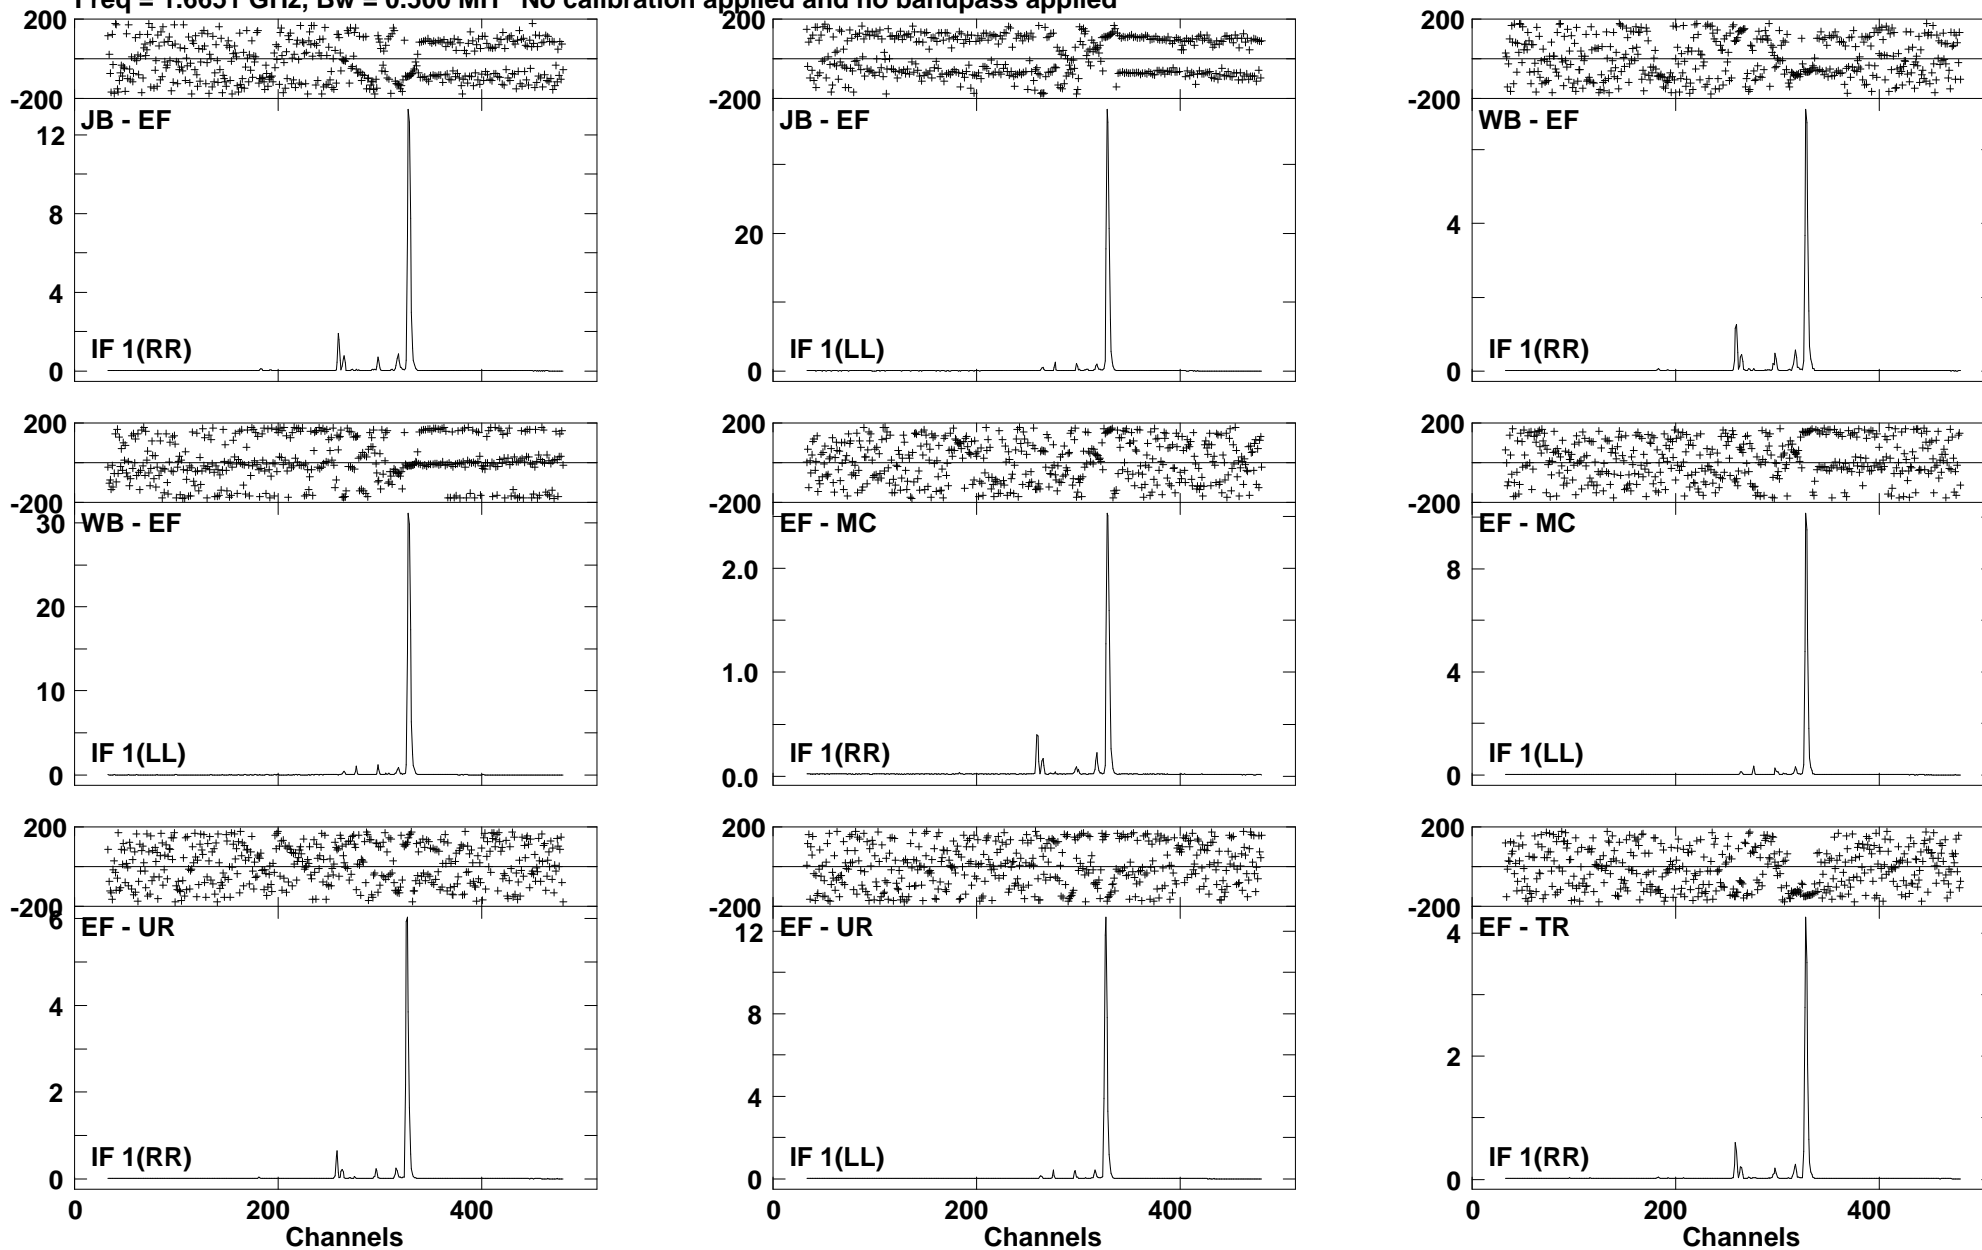 Freq = 1.6651 GHz, Bw = 0.500 MH No calibration applied and no bandpass applied
200 200 200
-200 -200 -200
JB - EF JB - EF WB - EF
12
8
4
0
20
0
4
0
IF 1(RR) IF 1(LL) IF 1(RR)
200 200 200
-200 -200 -200
WB - EF EF - MC EF - MC
30
20
10
0
2.0
1.0
0.0
8
4
0
IF 1(LL) IF 1(RR) IF 1(LL)
200 200 200
-200 -200 -200
EF - UR EF - UR EF - TR
6
4
2
0
12
8
4
0
4
2
0
IF 1(RR) IF 1(LL) IF 1(RR)
0 200 400 0 200 400 0 200 400
Channels Channels Channels